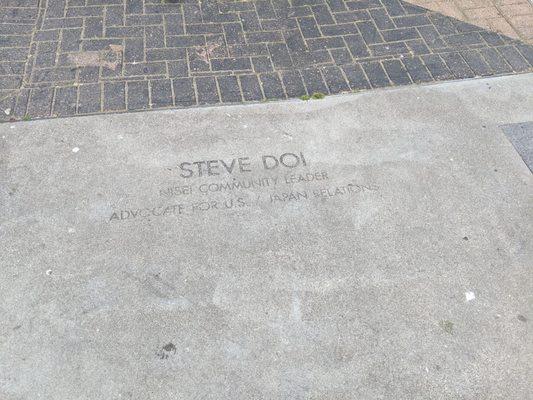 STEVE DOI
NISEI COMMUNITY LEADER
ADVOCATE FOR U.S. / JAPAN RELATIONS